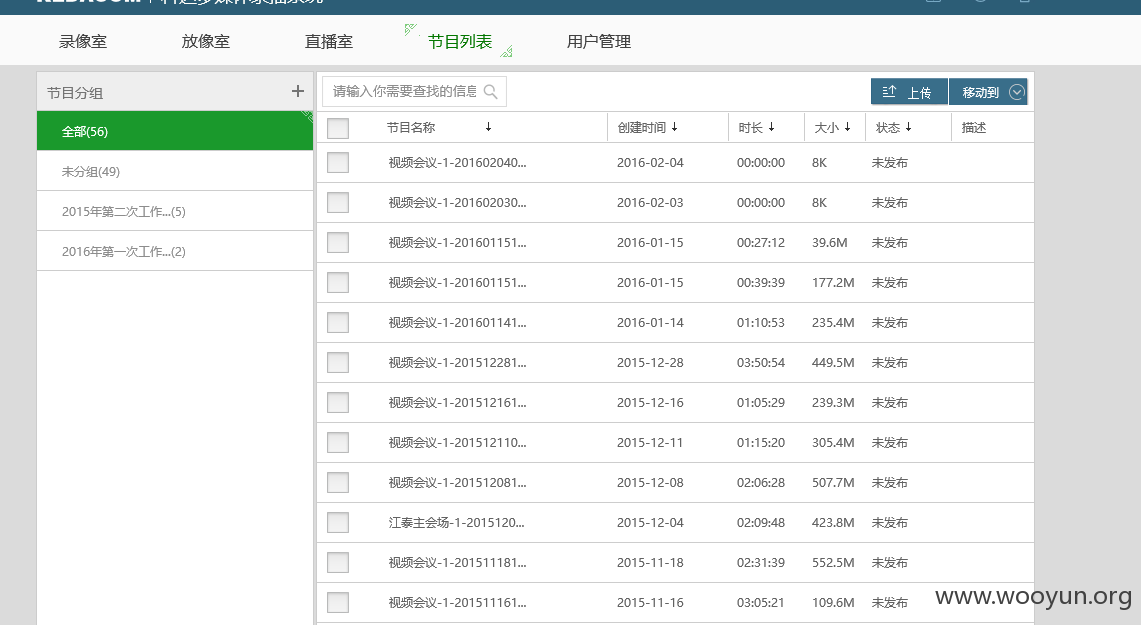 录像室 放像室 直播室 节目列表 用户管理
节目分组 +
请输入你需要查找的信息
上传 移动到
全部(56)
未分组(49)
2015年第二次工作...(5)
2016年第一次工作...(2)
节目名称 ↓ 创建时间 ↓ 时长 ↓ 大小 ↓ 状态 ↓ 描述
视频会议-1-201602040... 2016-02-04 00:00:00 8K 未发布
视频会议-1-201602030... 2016-02-03 00:00:00 8K 未发布
视频会议-1-201601151... 2016-01-15 00:27:12 39.6M 未发布
视频会议-1-201601151... 2016-01-15 00:39:39 177.2M 未发布
视频会议-1-201601141... 2016-01-14 01:10:53 235.4M 未发布
视频会议-1-201512281... 2015-12-28 03:50:54 449.5M 未发布
视频会议-1-201512161... 2015-12-16 01:05:29 239.3M 未发布
视频会议-1-201512110... 2015-12-11 01:15:20 305.4M 未发布
视频会议-1-201512081... 2015-12-08 02:06:28 507.7M 未发布
江泰主会场-1-2015120... 2015-12-04 02:09:48 423.8M 未发布
视频会议-1-201511181... 2015-11-18 02:31:39 552.5M 未发布
视频会议-1-201511161... 2015-11-16 03:05:21 109.6M 未发布
www.wooyun.org